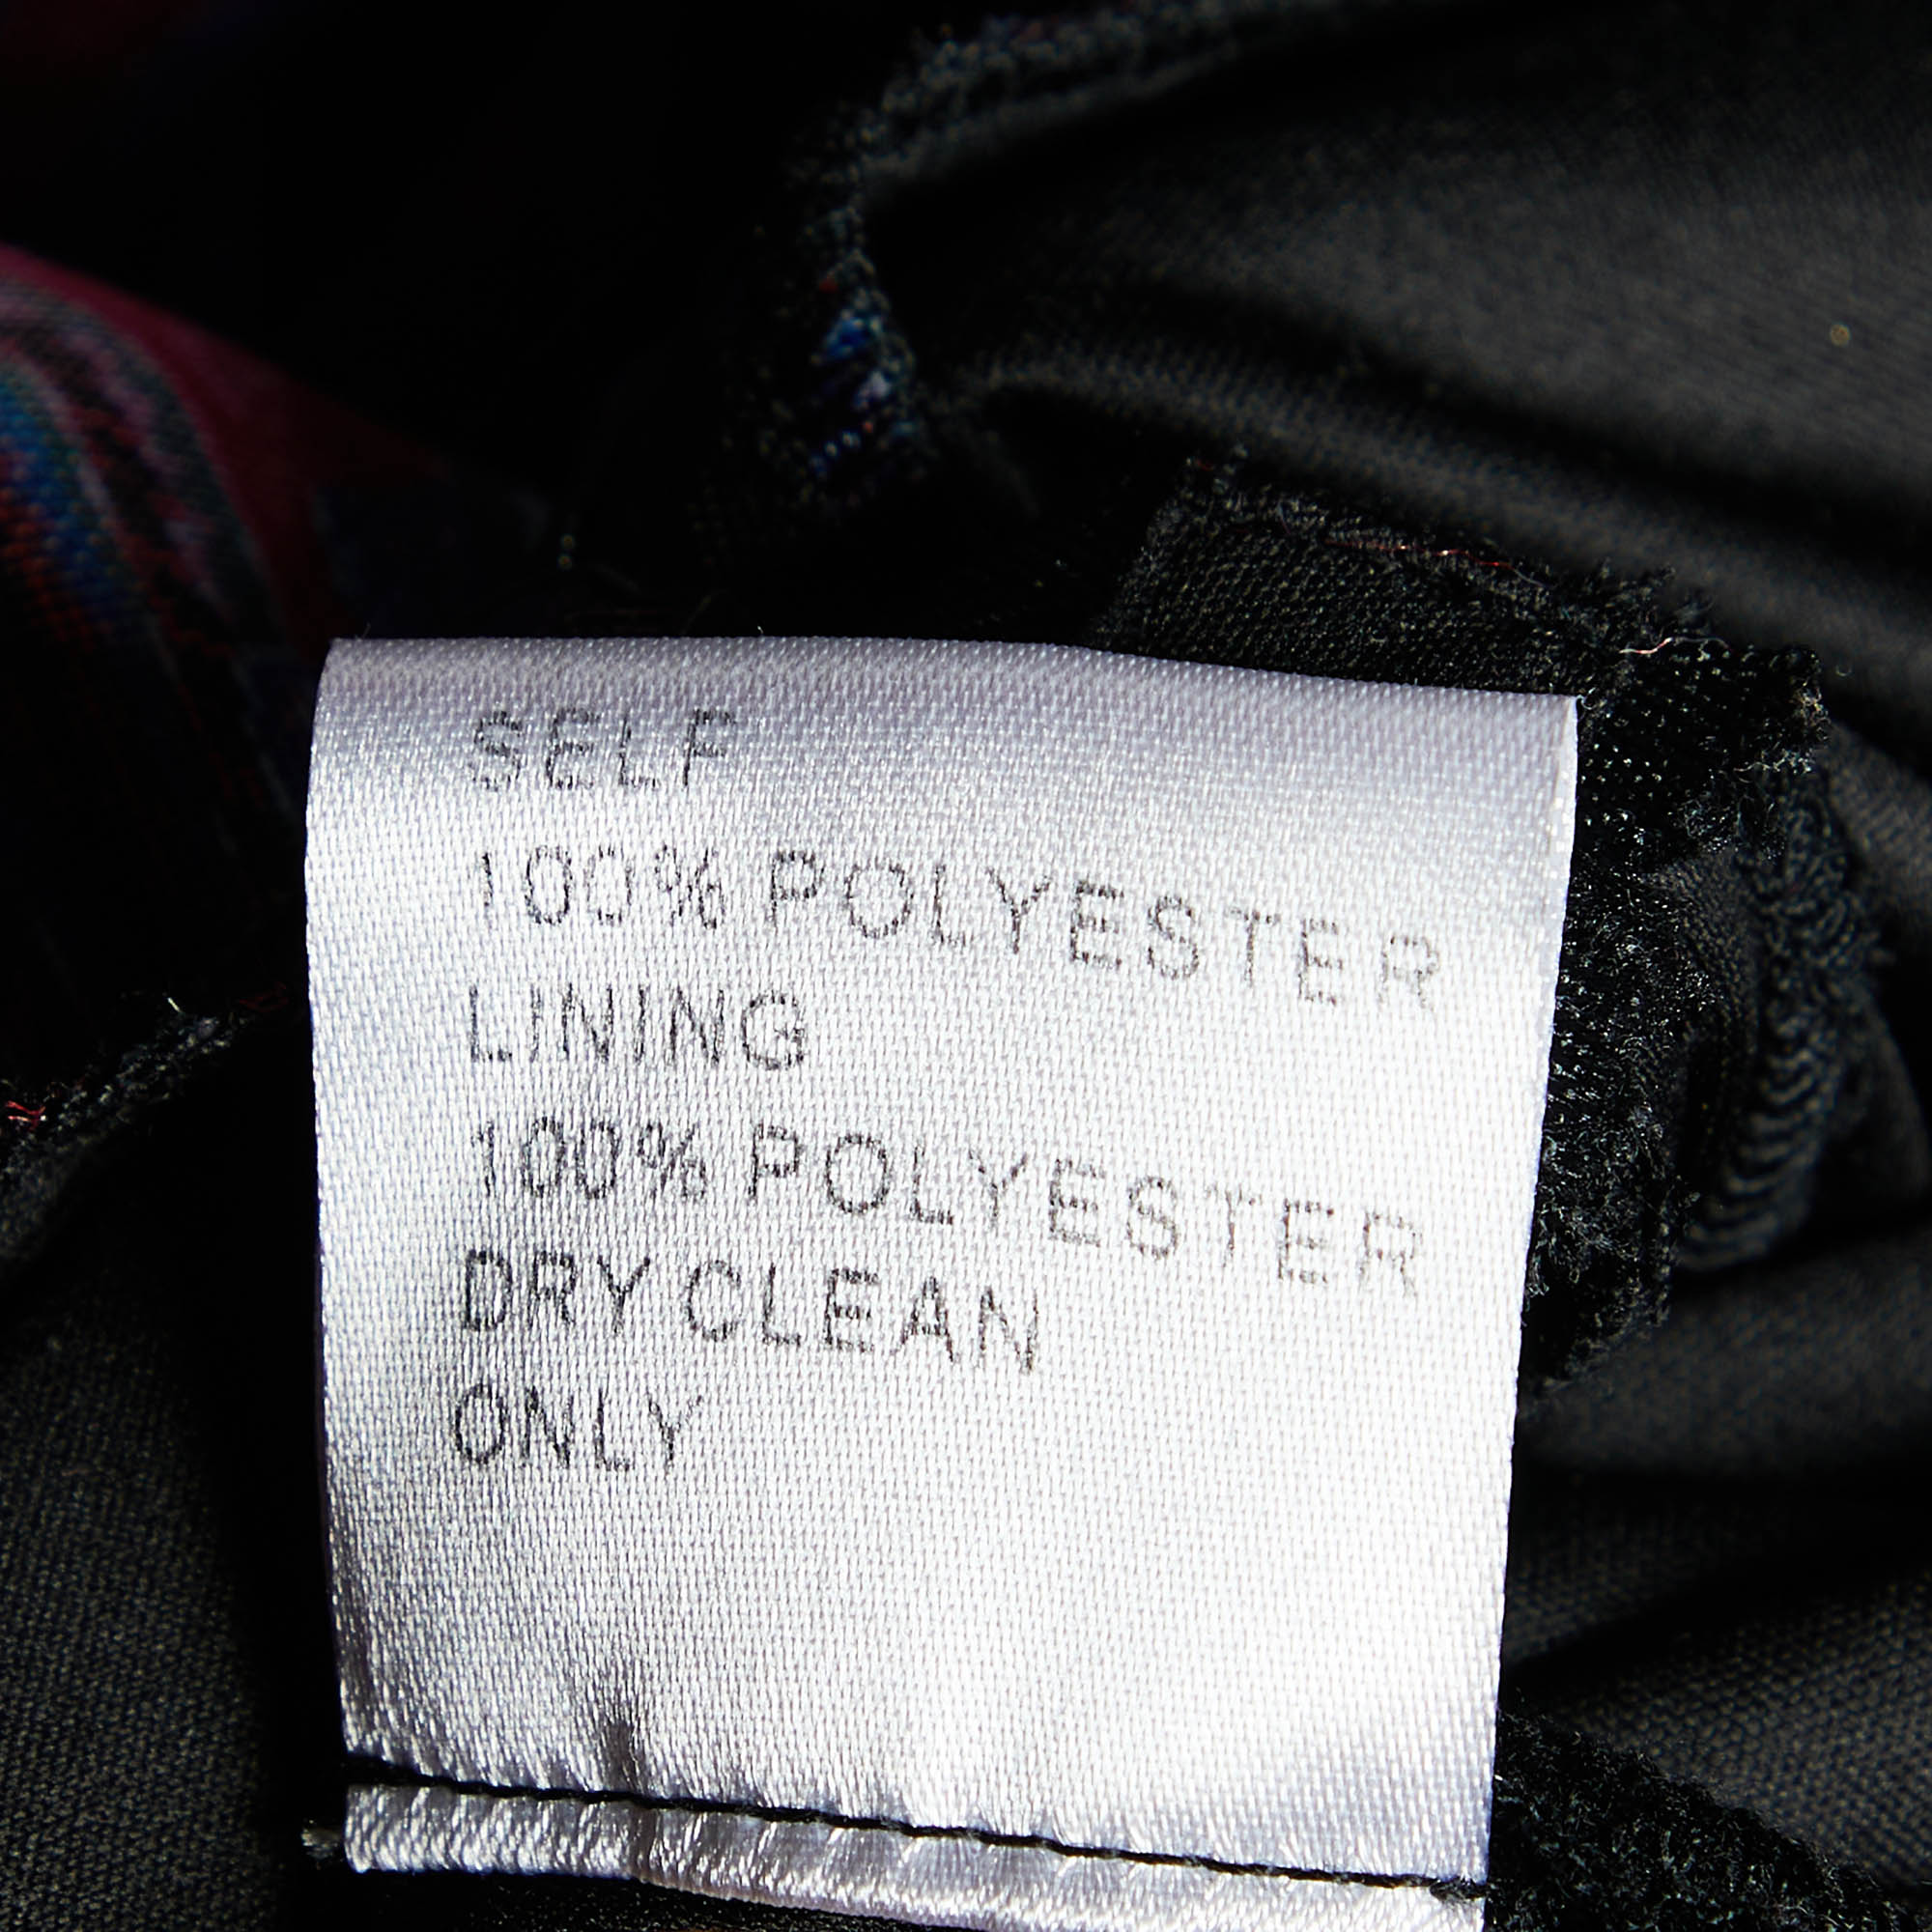 SELF
100% POLYESTER
LINING
100% POLYESTER
DRY CLEAN
ONLY